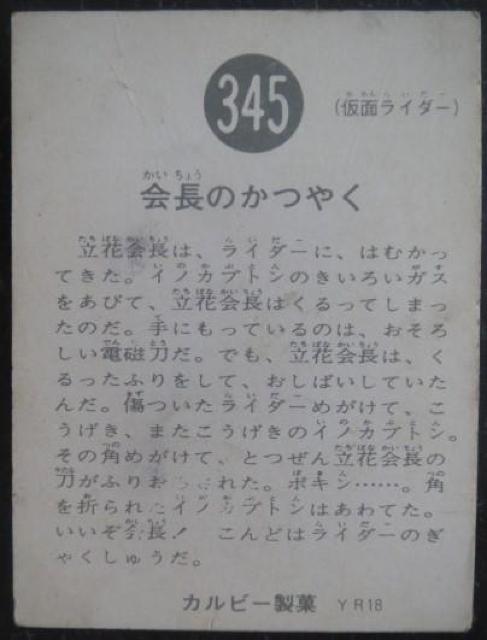 345
(仮面ライダー)
会長のかつやく
立花会長は、ライダーに、はむかっ
てきた。イノカブトンのきいろいガス
をあびて、立花会長はくるってしまっ
たのだ。手にもっているのは、おそろ
しい電磁刀だ。でも、立花会長は、く
るったふりをして、おしばいしていた
んだ。傷ついたライダーめがけて、こ
うげき、またこうげきのイノカブトン。
その角めがけて、とつぜん立花会長の
刀がふりおろされた。ポキン……。角
を折られたイノカブトンはあわてた。
いいぞ会長！　こんどはライダーのぎ
ゃくしゅうだ。
カルビー製菓 YR18